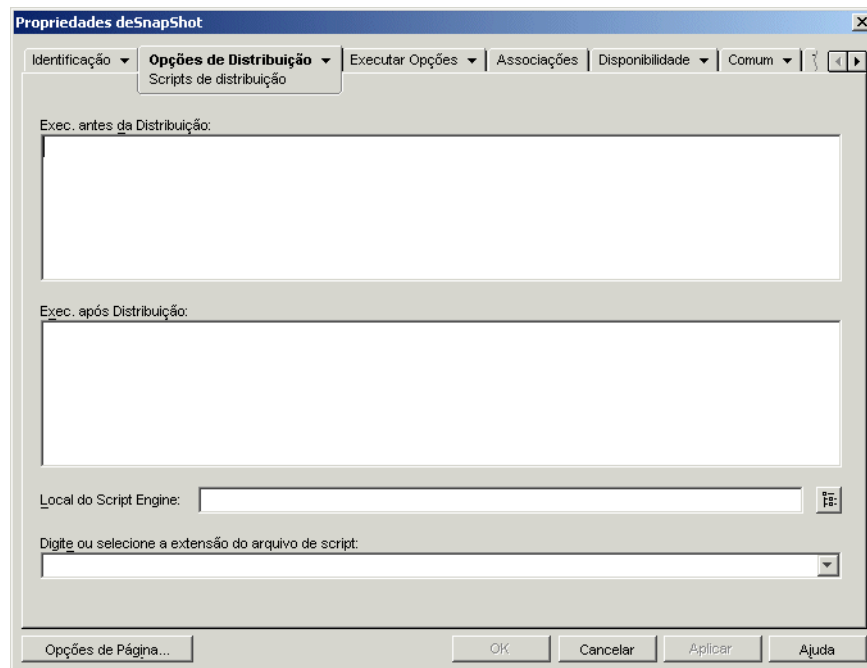 Propriedades deSnapShot
Identificação Opções de Distribuição Executar Opções Associações Disponibilidade Comum
Scripts de distribuição
Exec. antes da Distribuição:
Exec. após Distribuição:
Local do Script Engine:
Digite ou selecione a extensão do arquivo de script:
Opções de Página... OK Cancelar Aplicar Ajuda